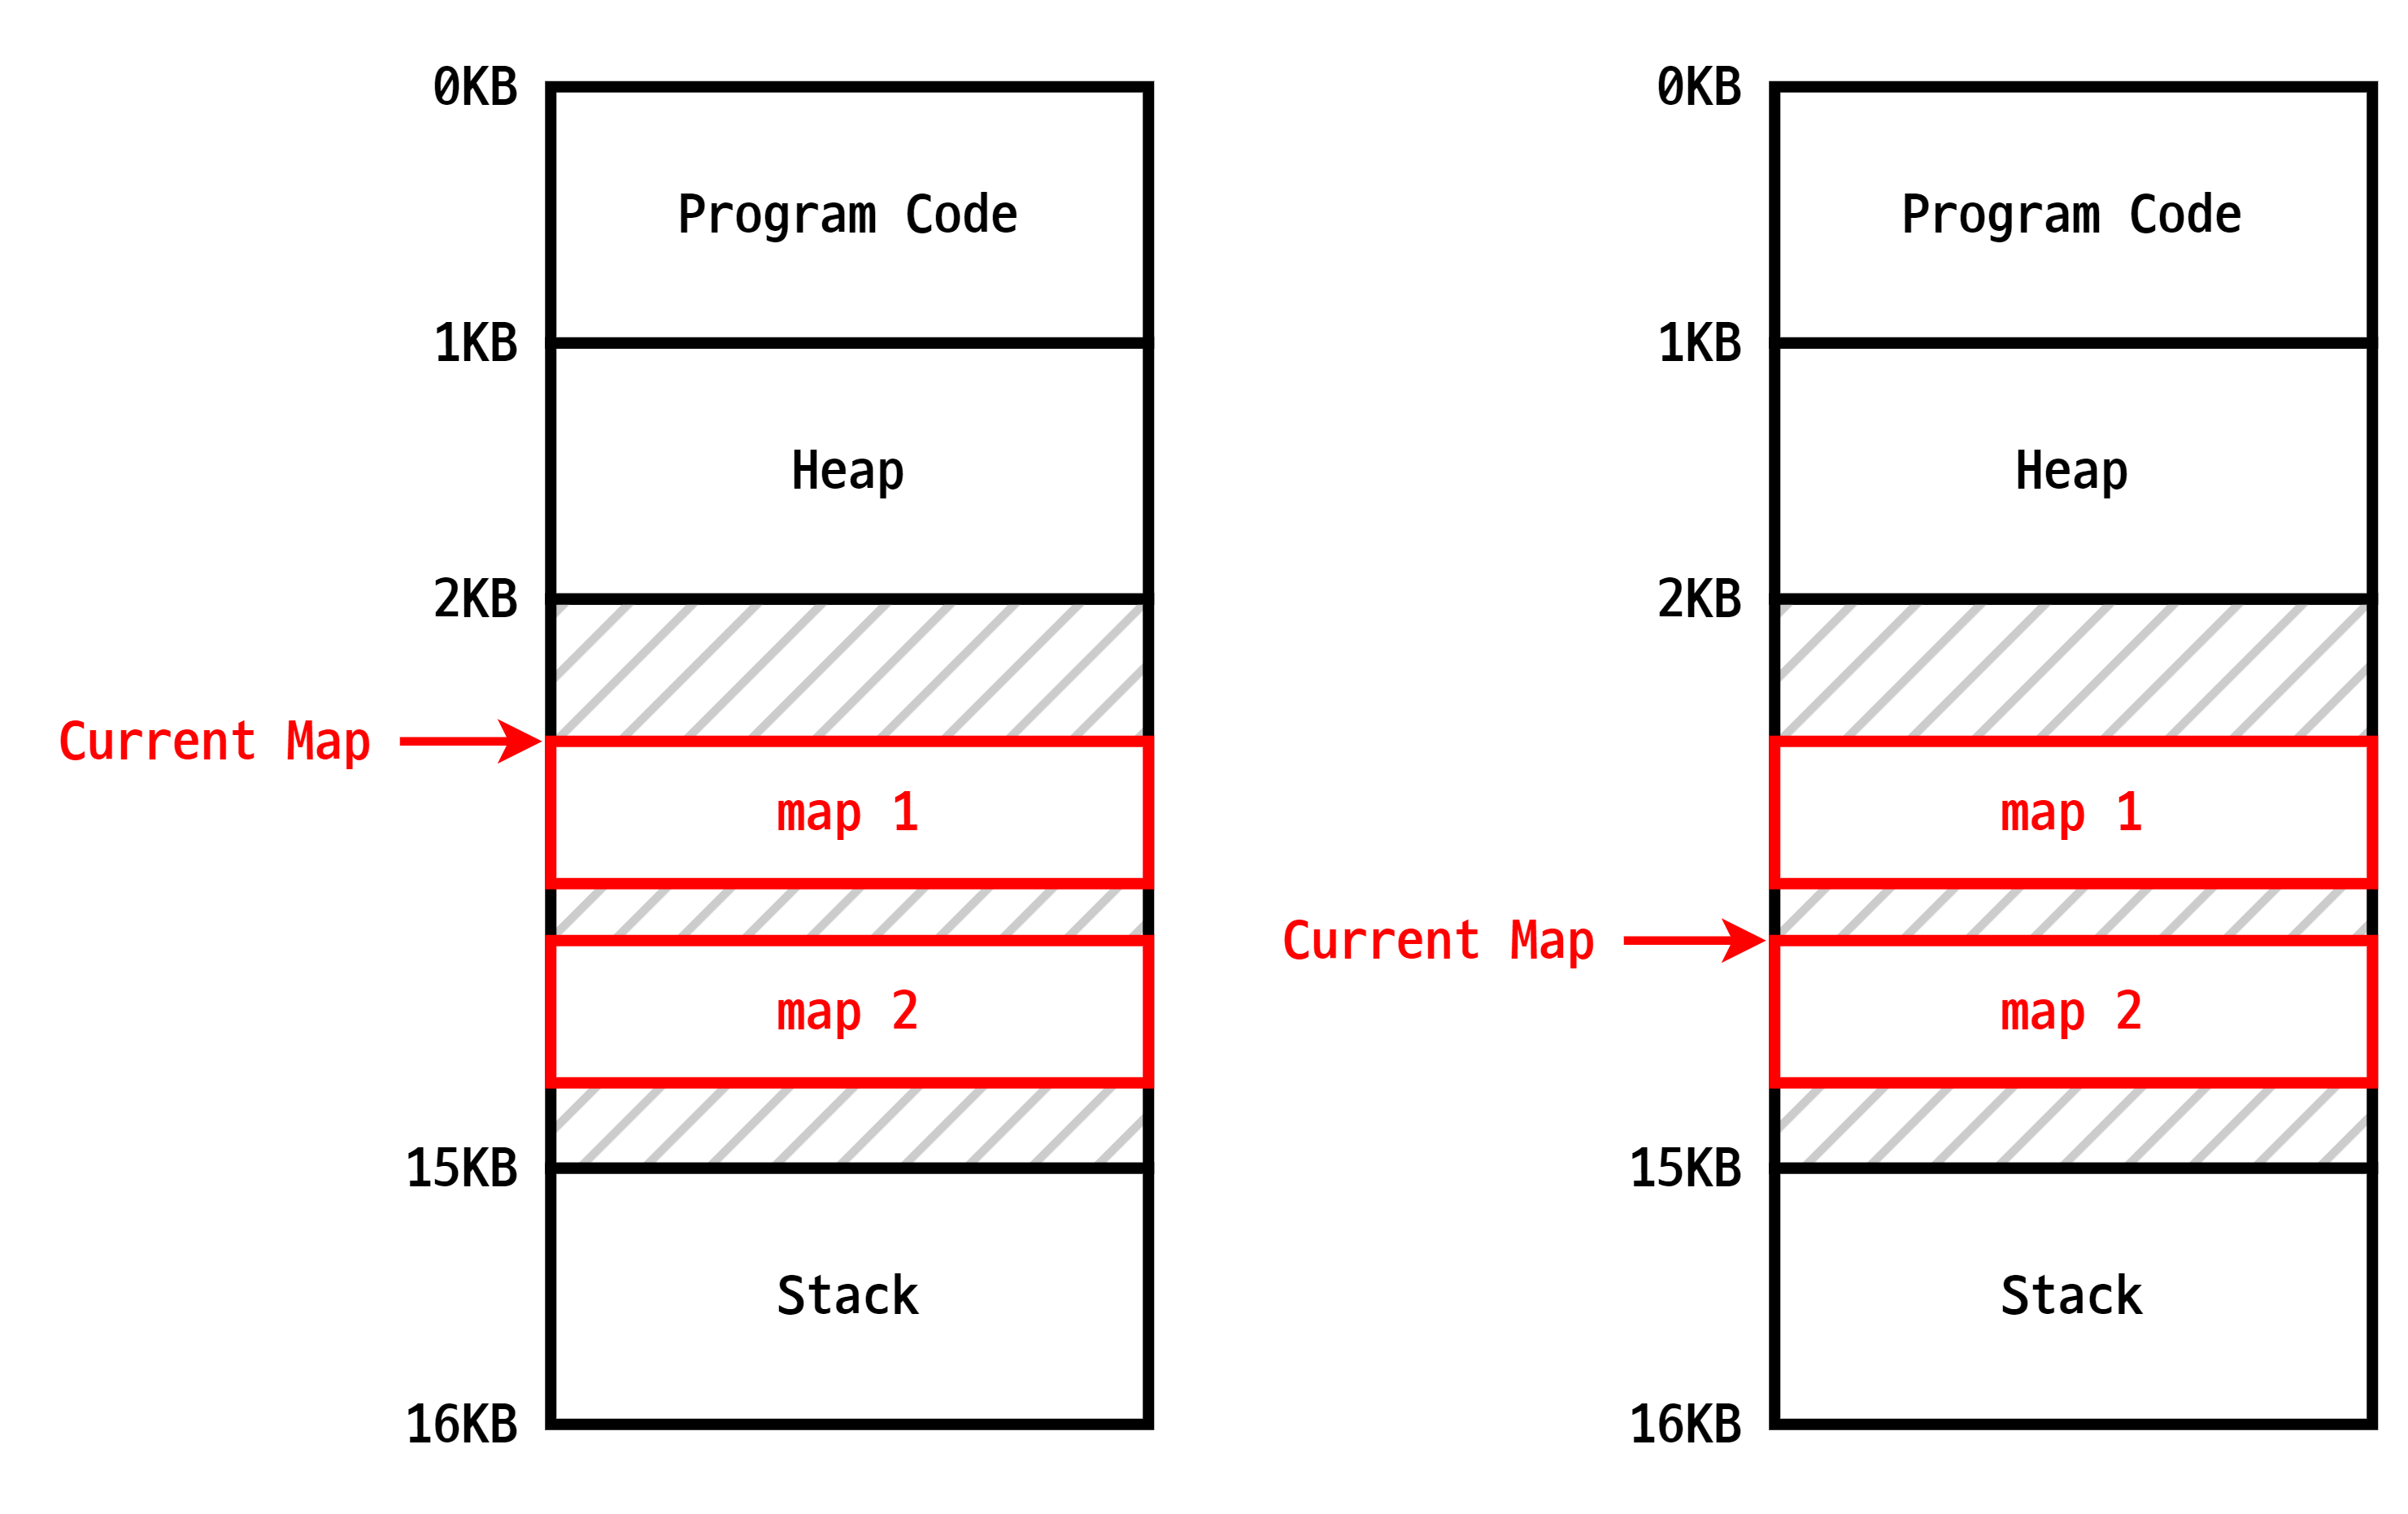 0KB
Program Code
1KB
Heap
2KB
Current Map
map 1
map 2
15KB
Stack
16KB
0KB
Program Code
1KB
Heap
2KB
map 1
Current Map
map 2
15KB
Stack
16KB